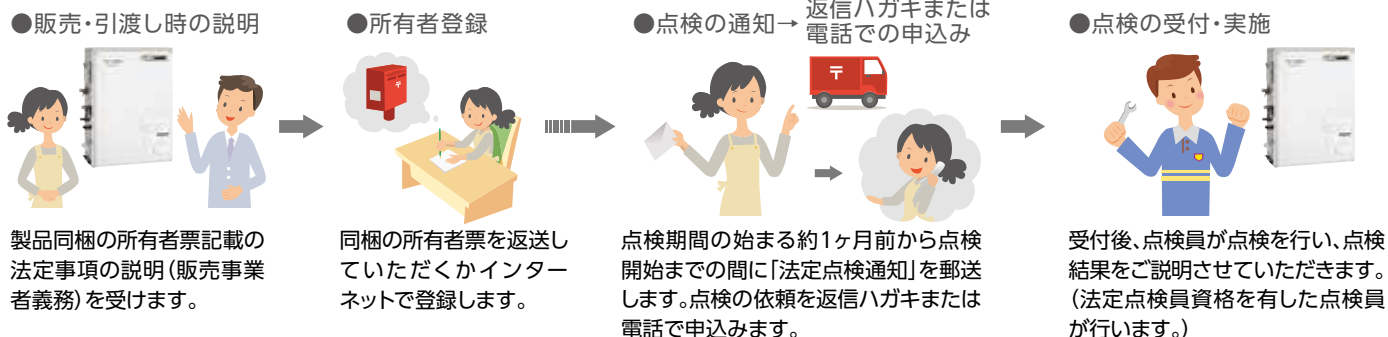 ●販売・引渡し時の説明
製品同梱の所有者票記載の
法定事項の説明(販売事業
者義務)を受けます。
●所有者登録
〒
同梱の所有者票を返送し
ていただくかインター
ネットで登録します。
●点検の通知→返信ハガキまたは
電話での申込み
〒
点検期間の始まる約1ヶ月前から点検
開始までの間に「法定点検通知」を郵送
します。点検の依頼を返信ハガキまたは
電話で申込みます。
●点検の受付・実施
受付後、点検員が点検を行い、点検
結果をご説明させていただきます。
(法定点検員資格を有した点検員
が行います。)